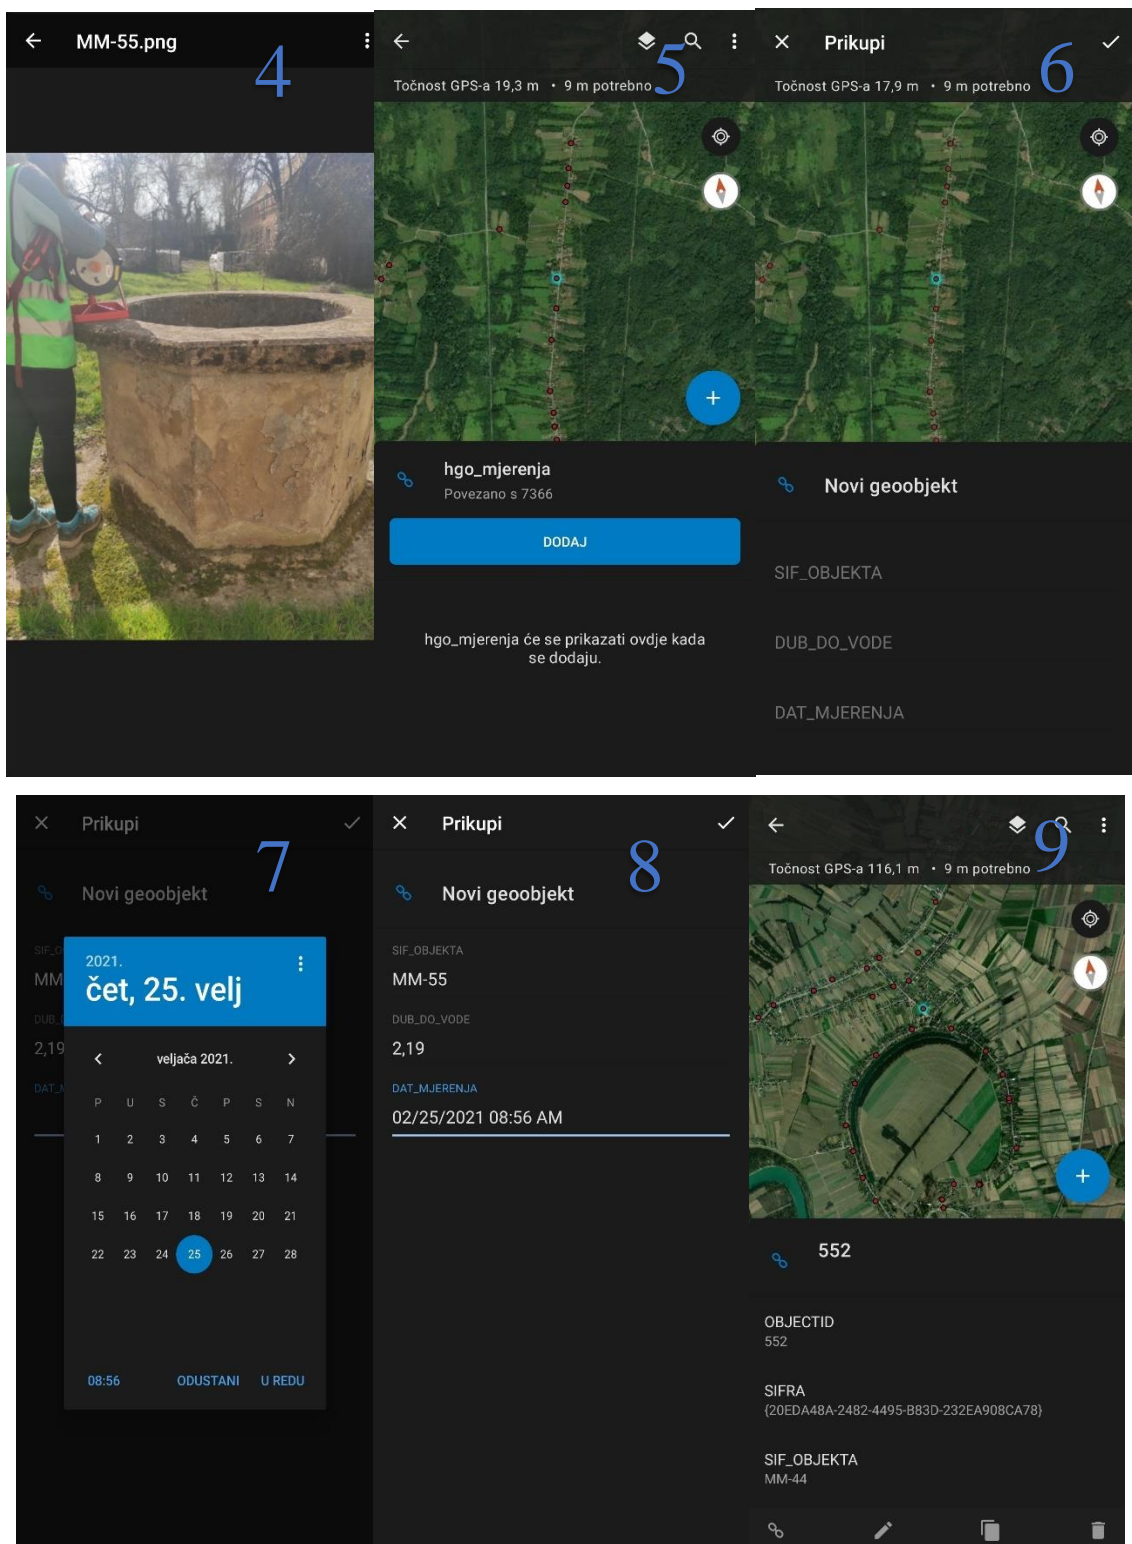 MM-55.png
4
5
Točnost GPS-a 19,3 m • 9 m potrebno
hgo_mjerenja
Povezano s 7366
DODAJ
hgo_mjerenja će se prikazati ovdje kada
se dodaju.
Prikupi
6
Točnost GPS-a 17,9 m • 9 m potrebno
Novi geoobjekt
SIF_OBJEKTA
DUB_DO_VODE
DAT_MJERENJA
Prikupi
7
Novi geoobjekt
SIF_O
MM
DUB_
2,19
DAT_M
2021.
čet, 25. velj
veljača 2021.
P U S Č P S N
1 2 3 4 5 6 7
8 9 10 11 12 13 14
15 16 17 18 19 20 21
22 23 24 25 26 27 28
08:56 ODUSTANI U REDU
Prikupi
8
Novi geoobjekt
SIF_OBJEKTA
MM-55
DUB_DO_VODE
2,19
DAT_MJERENJA
02/25/2021 08:56 AM
9
Točnost GPS-a 116,1 m • 9 m potrebno
552
OBJECTID
552
SIFRA
{20EDA48A-2482-4495-B83D-232EA908CA78}
SIF_OBJEKTA
MM-44